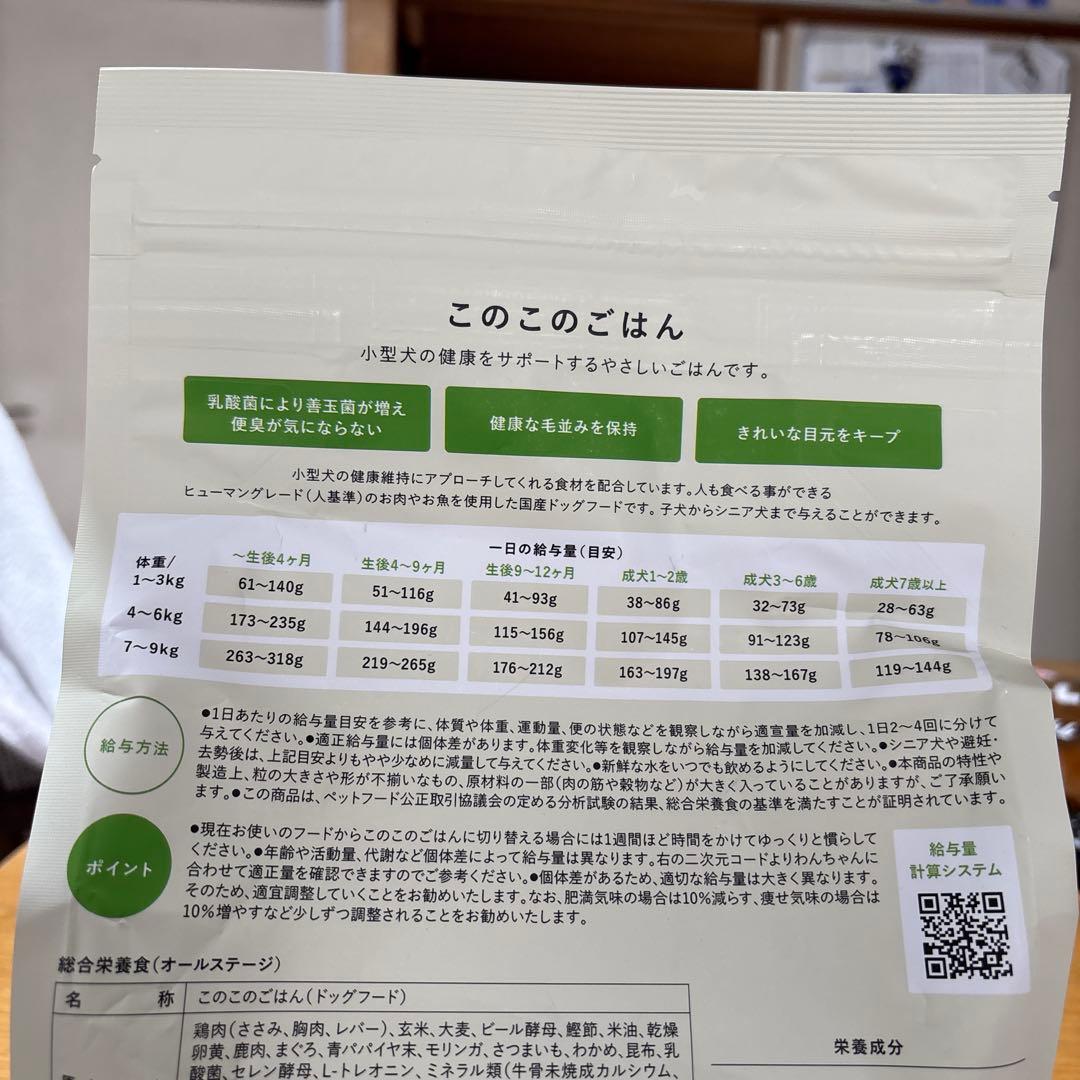 このこのごはん
小型犬の健康をサポートするやさしいごはんです。
乳酸菌により善玉菌が増え
便臭が気にならない
健康な毛並みを保持
きれいな目元をキープ
小型犬の健康維持にアプローチしてくれる食材を配合しています。人も食べる事ができる
ヒューマングレード(人基準)のお肉やお魚を使用した国産ドッグフードです。子犬からシニア犬まで与えることができます。
一日の給与量(目安)
体重/ ～生後4ヶ月 生後4～9ヶ月 生後9～12ヶ月 成犬1～2歳 成犬3～6歳 成犬7歳以上
1～3kg 61～140g 51～116g 41～93g 38～86g 32～73g 28～63g
4～6kg 173～235g 144～196g 115～156g 107～145g 91～123g 78～106g
7～9kg 263～318g 219～265g 176～212g 163～197g 138～167g 119～144g
給与方法
●1日あたりの給与量目安を参考に、体質や体重、運動量、便の状態などを観察しながら適宜量を加減し、1日2～4回に分けて
与えてください。●適正給与量には個体差があります。体重変化等を観察しながら給与量を加減してください。●シニア犬や避妊・
去勢後は、上記目安よりもやや少なめに減量して与えてください。●新鮮な水をいつでも飲めるようにしてください。●本商品の特性や
製造上、粒の大きさや形が不揃いなもの、原材料の一部(肉の筋や穀物など)が大きく入っていることがありますが、ご了承願い
ます。●この商品は、ペットフード公正取引協議会の定める分析試験の結果、総合栄養食の基準を満たすことが証明されています。
ポイント
●現在お使いのフードからこのこのごはんに切り替える場合には1週間ほど時間をかけてゆっくりと慣らして
ください。●年齢や活動量、代謝など個体差によって給与量は異なります。右の二次元コードよりわんちゃんに
合わせて適正量を確認できますのでご参考ください。●個体差があるため、適切な給与量は大きく異なります。
そのため、適宜調整していくことをお勧めいたします。なお、肥満気味の場合は10%減らす、痩せ気味の場合は
10%増やすなど少しずつ調整されることをお勧めいたします。
給与量
計算システム
総合栄養食(オールステージ)
名 称 このこのごはん(ドッグフード)
鶏肉(ささみ、胸肉、レバー)、玄米、大麦、ビール酵母、鰹節、米油、乾燥
卵黄、鹿肉、まぐろ、青パパイヤ末、モリンガ、さつまいも、わかめ、昆布、乳
酸菌、セレン酵母、L-トレオニン、ミネラル類(牛骨未焼成カルシウム、
栄養成分